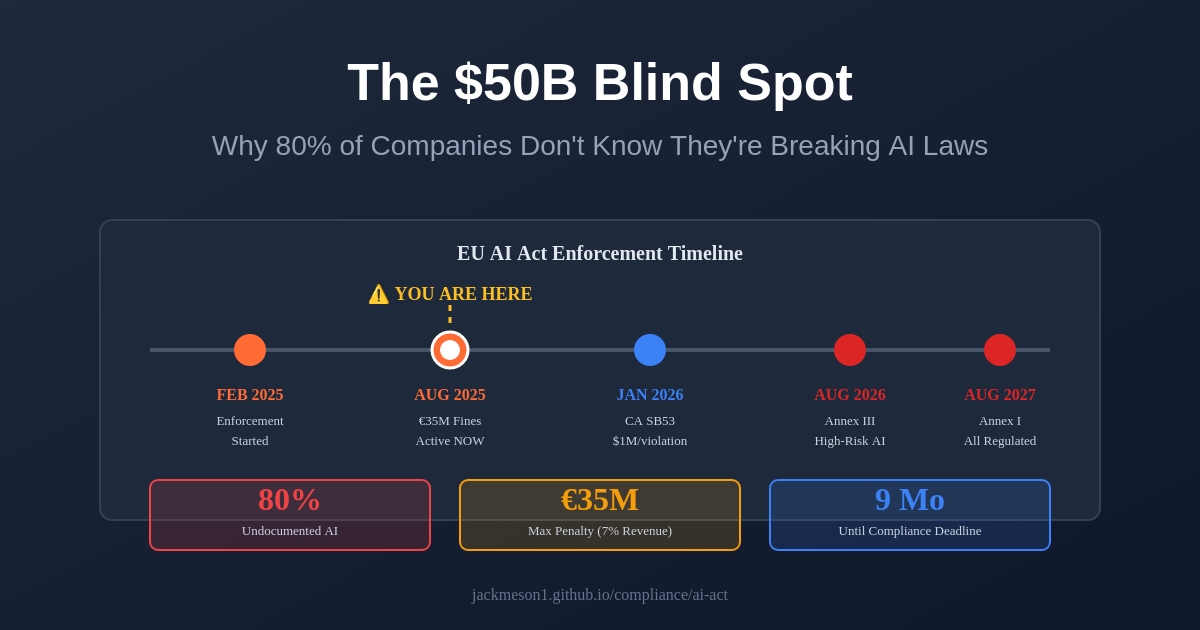 The $50B Blind Spot
Why 80% of Companies Don't Know They're Breaking AI Laws
EU AI Act Enforcement Timeline
⚠️ YOU ARE HERE
FEB 2025
Enforcement
Started
AUG 2025
€35M Fines
Active NOW
JAN 2026
CA SB53
$1M/violation
AUG 2026
Annex III
High-Risk AI
AUG 2027
Annex I
All Regulated
80%
Undocumented AI
€35M
Max Penalty (7% Revenue)
9 Mo
Until Compliance Deadline
jackmeson1.github.io/compliance/ai-act